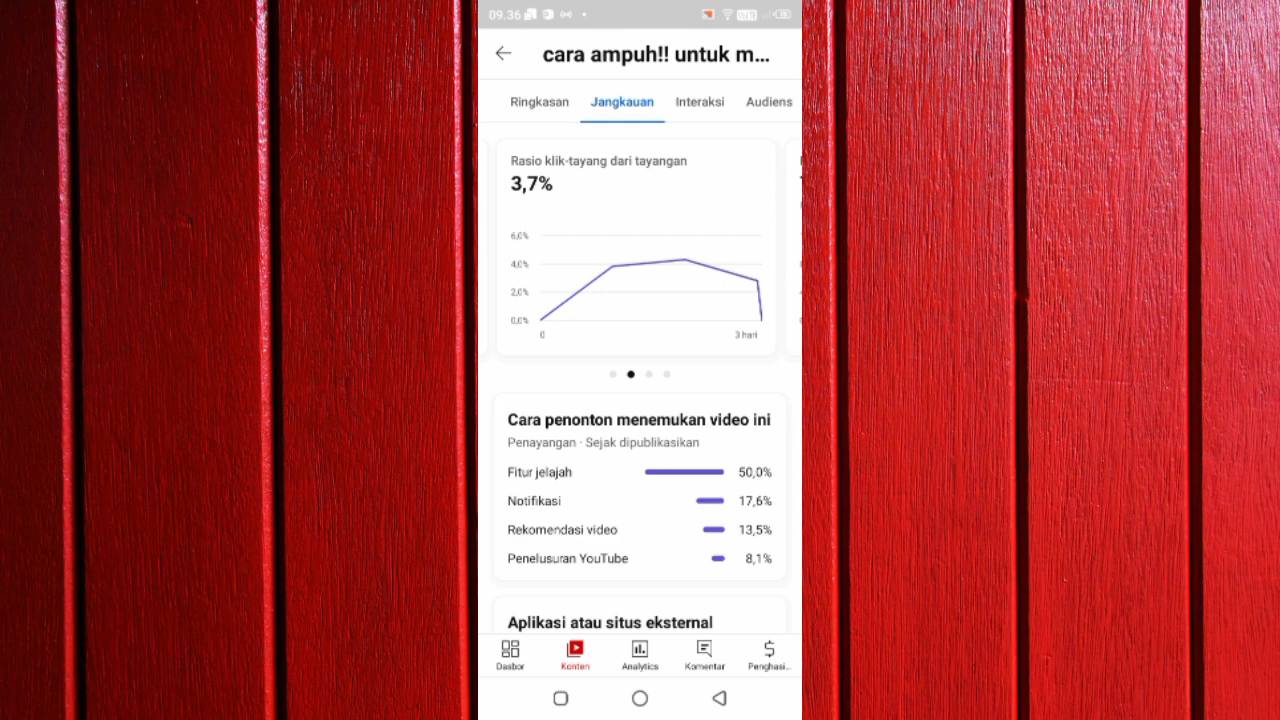 09.36
cara ampuh!! untuk m...
Ringkasan Jangkauan Interaksi Audiens
Rasio klik-tayang dari tayangan
3,7%
6,0%
4,0%
2,0%
0,0%
0 3 hari
Cara penonton menemukan video ini
Penayangan · Sejak dipublikasikan
Fitur jelajah 50,0%
Notifikasi 17,6%
Rekomendasi video 13,5%
Penelusuran YouTube 8,1%
Aplikasi atau situs eksternal
Dasbor Konten Analytics Komentar Penghasi...